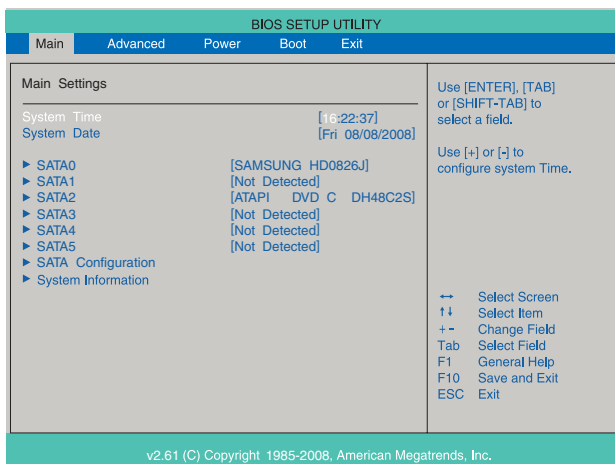 BIOS SETUP UTILITY
Main Advanced Power Boot Exit
Main Settings
System Time [16:22:37]
System Date [Fri 08/08/2008]
► SATA0 [SAMSUNG HD0826J]
► SATA1 [Not Detected]
► SATA2 [ATAPI DVD C DH48C2S]
► SATA3 [Not Detected]
► SATA4 [Not Detected]
► SATA5 [Not Detected]
► SATA Configuration
► System Information
Use [ENTER], [TAB]
or [SHIFT-TAB] to
select a field.
Use [+] or [-] to
configure system Time.
↔ Select Screen
↑↓ Select Item
+- Change Field
Tab Select Field
F1 General Help
F10 Save and Exit
ESC Exit
v2.61 (C) Copyright 1985-2008, American Megatrends, Inc.